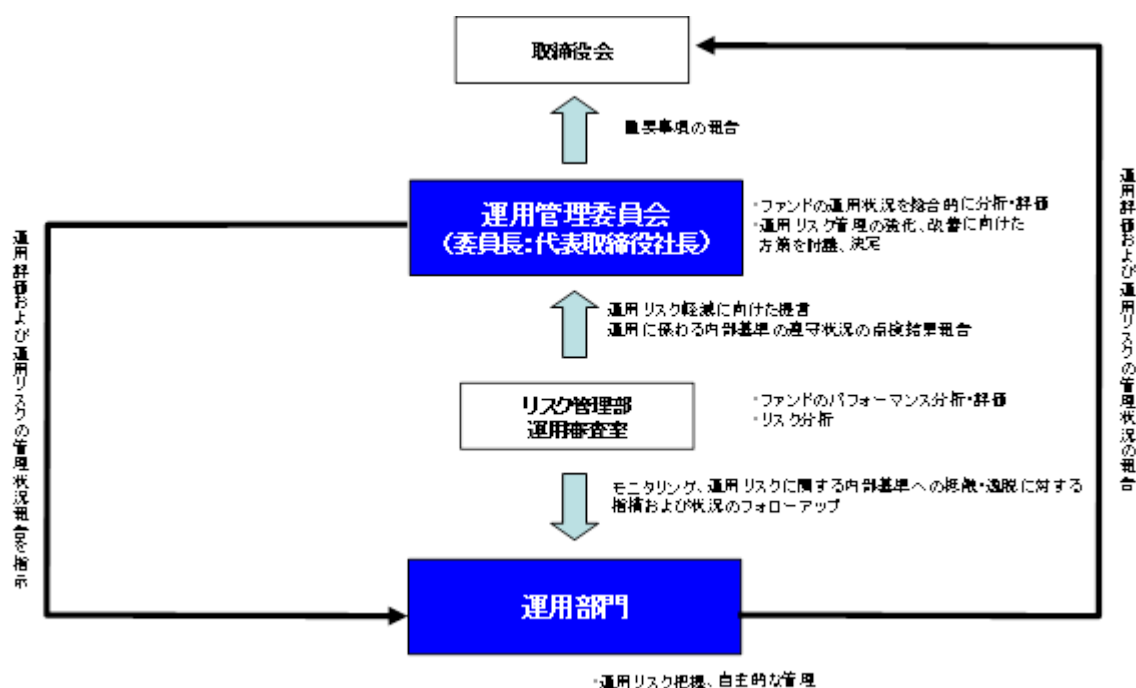 取締役会
重要事項の報告
運用管理委員会
(委員長:代表取締役社長)
・ファンドの運用状況を総合的に分析・評価
・運用リスク管理の強化、改善に向けた
方策を討議、決定
運用リスク軽減に向けた提言
運用に係わる内部基準の遵守状況の点検結果報告
リスク管理部
運用審査室
・ファンドのパフォーマンス分析・評価
・リスク分析
モニタリング、運用リスクに関する内部基準への抵触・逸脱に対する
指摘および状況のフォローアップ
運用部門
・運用リスク把握、自主的な管理
運用評価および運用リスクの管理状況報告を指示
運用評価および運用リスクの管理状況の報告